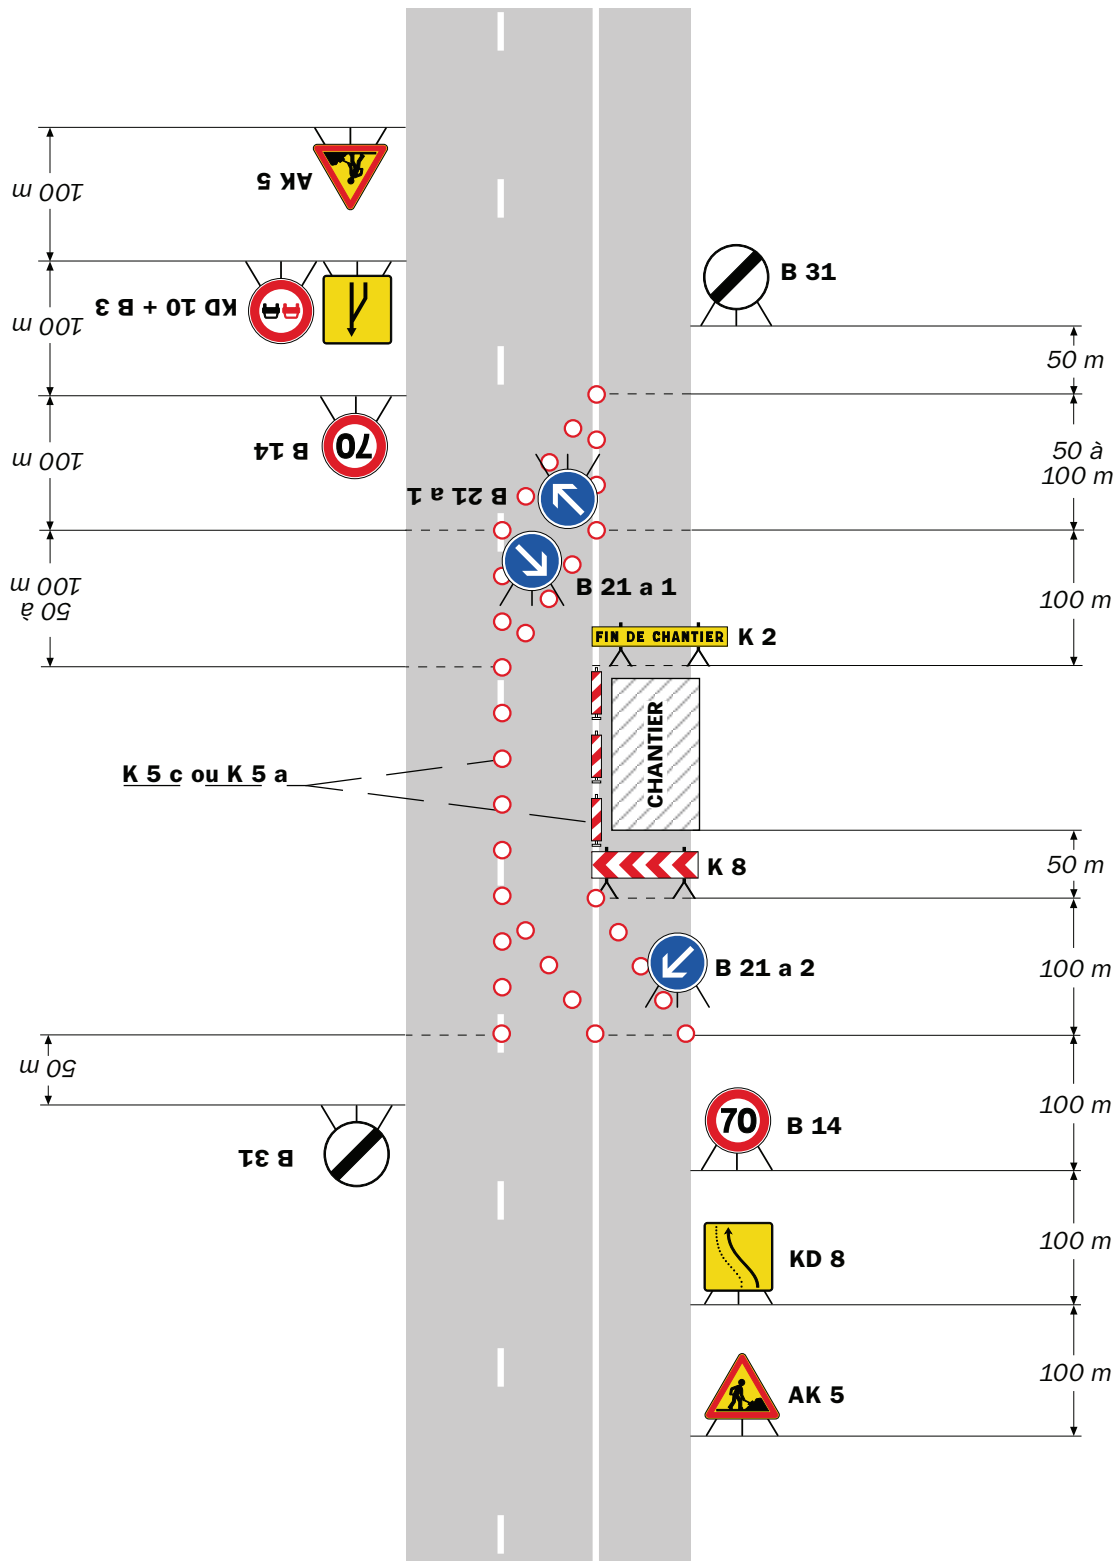 100 m
AK 5
100 m
KD 10 + B 3
100 m
70
B 14
B 21 a 1
50 à
100 m
K 5 c ou K 5 a
50 m
B 31
B 31
50 m
50 à
100 m
B 21 a 1
100 m
FIN DE CHANTIER
K 2
CHANTIER
K 8
50 m
B 21 a 2
100 m
70
B 14
100 m
KD 8
100 m
AK 5
100 m